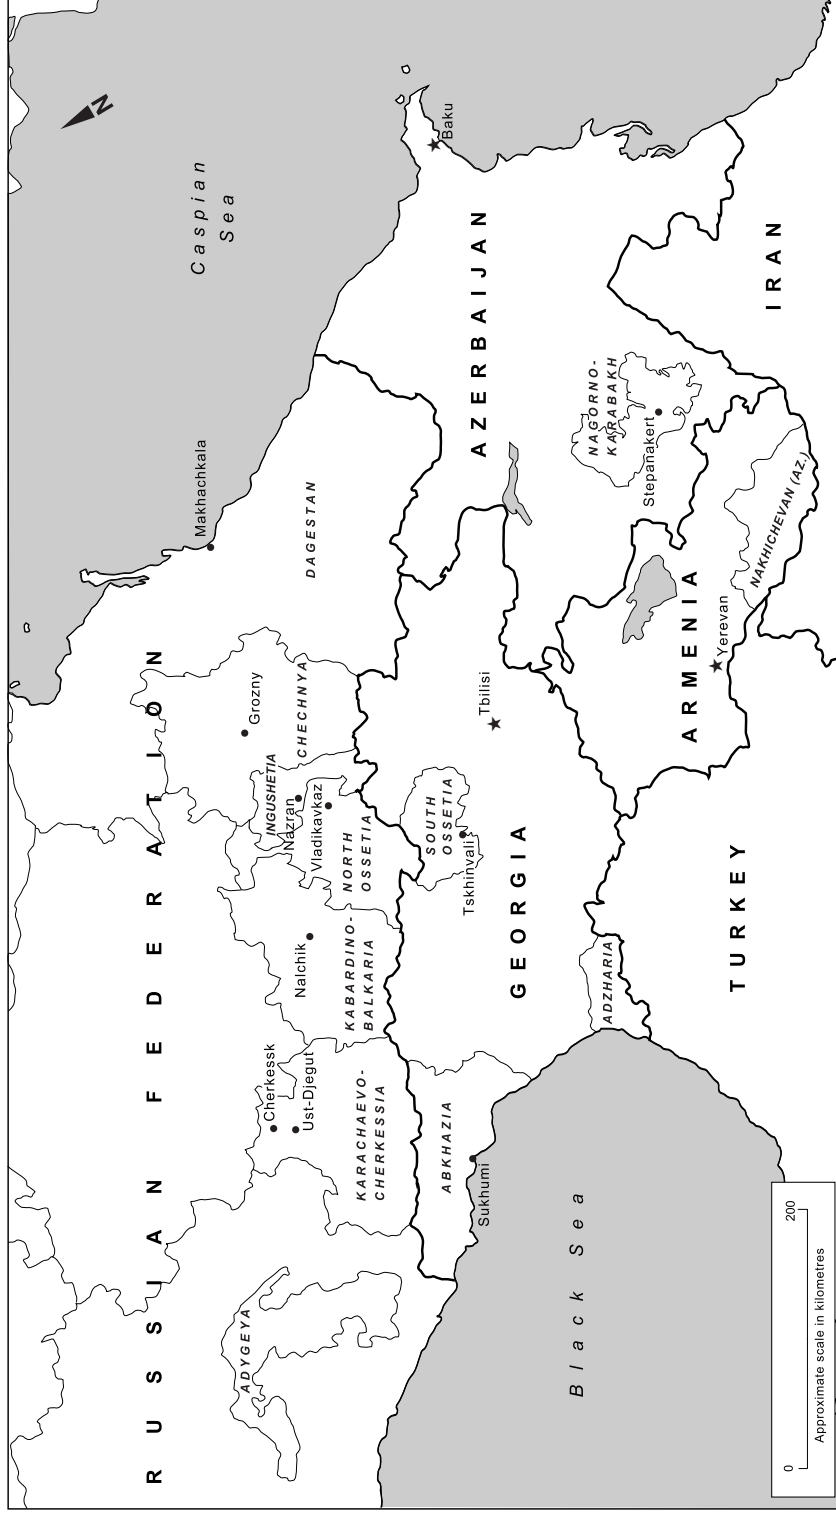 N
Caspian
Sea
RUSSIAN FEDERATION
ADYGEYA
Cherkessk
Ust-Djegut
KARACHAEVO-
CHERKESSIA
Nalchik
KABARDINO-
BALKARIA
INGUSHETIA
Nazran
Vladikavkaz
NORTH
OSSETIA
Grozny
CHECHNYA
Makhachkala
DAGESTAN
ABKHAZIA
Sukhumi
SOUTH
OSSETIA
Tskhinvali
GEORGIA
Tbilisi
ADZHARIA
AZERBAIJAN
Baku
NAGORNO-
KARABAKH
Stepanakert
ARMENIA
Yerevan
NAKHICHEVAN (AZ.)
TURKEY
IRAN
Black Sea
0
200
Approximate scale in kilometres